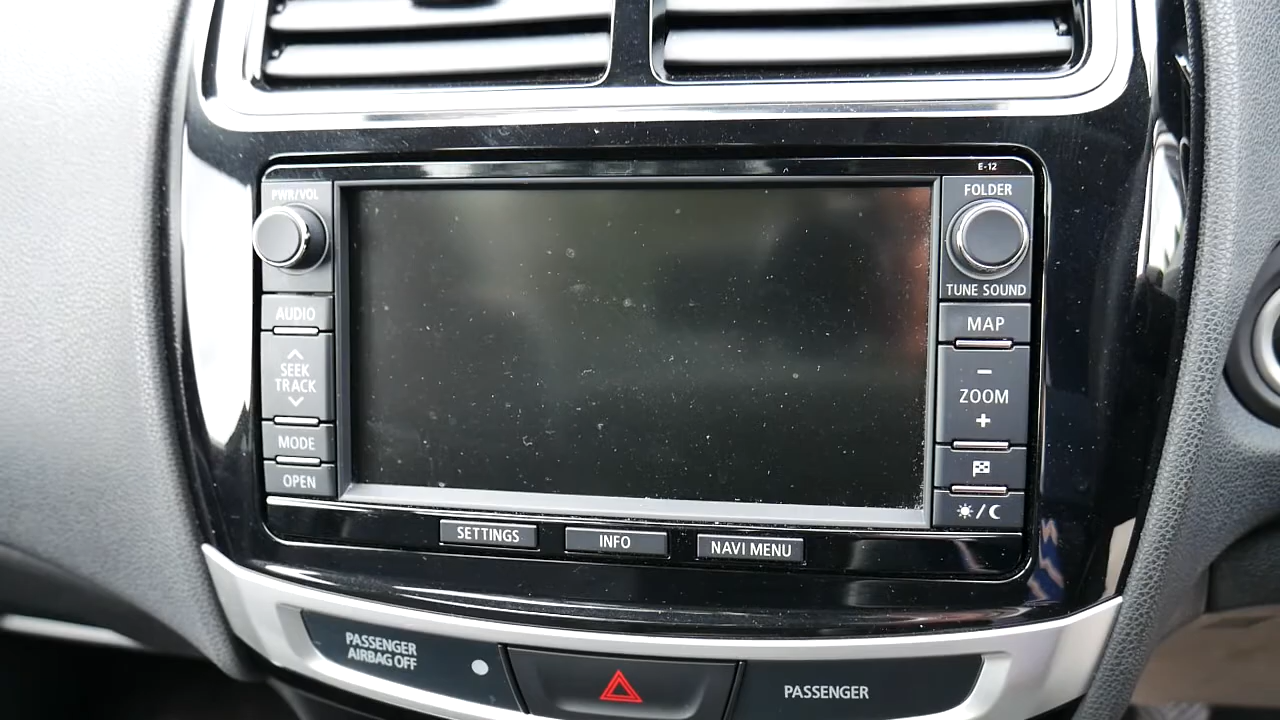 E-12
PWR/VOL
FOLDER
TUNE SOUND
AUDIO
MAP
SEEK
TRACK
ZOOM
MODE
OPEN
SETTINGS
INFO
NAVI MENU
PASSENGER
AIRBAG OFF
PASSENGER